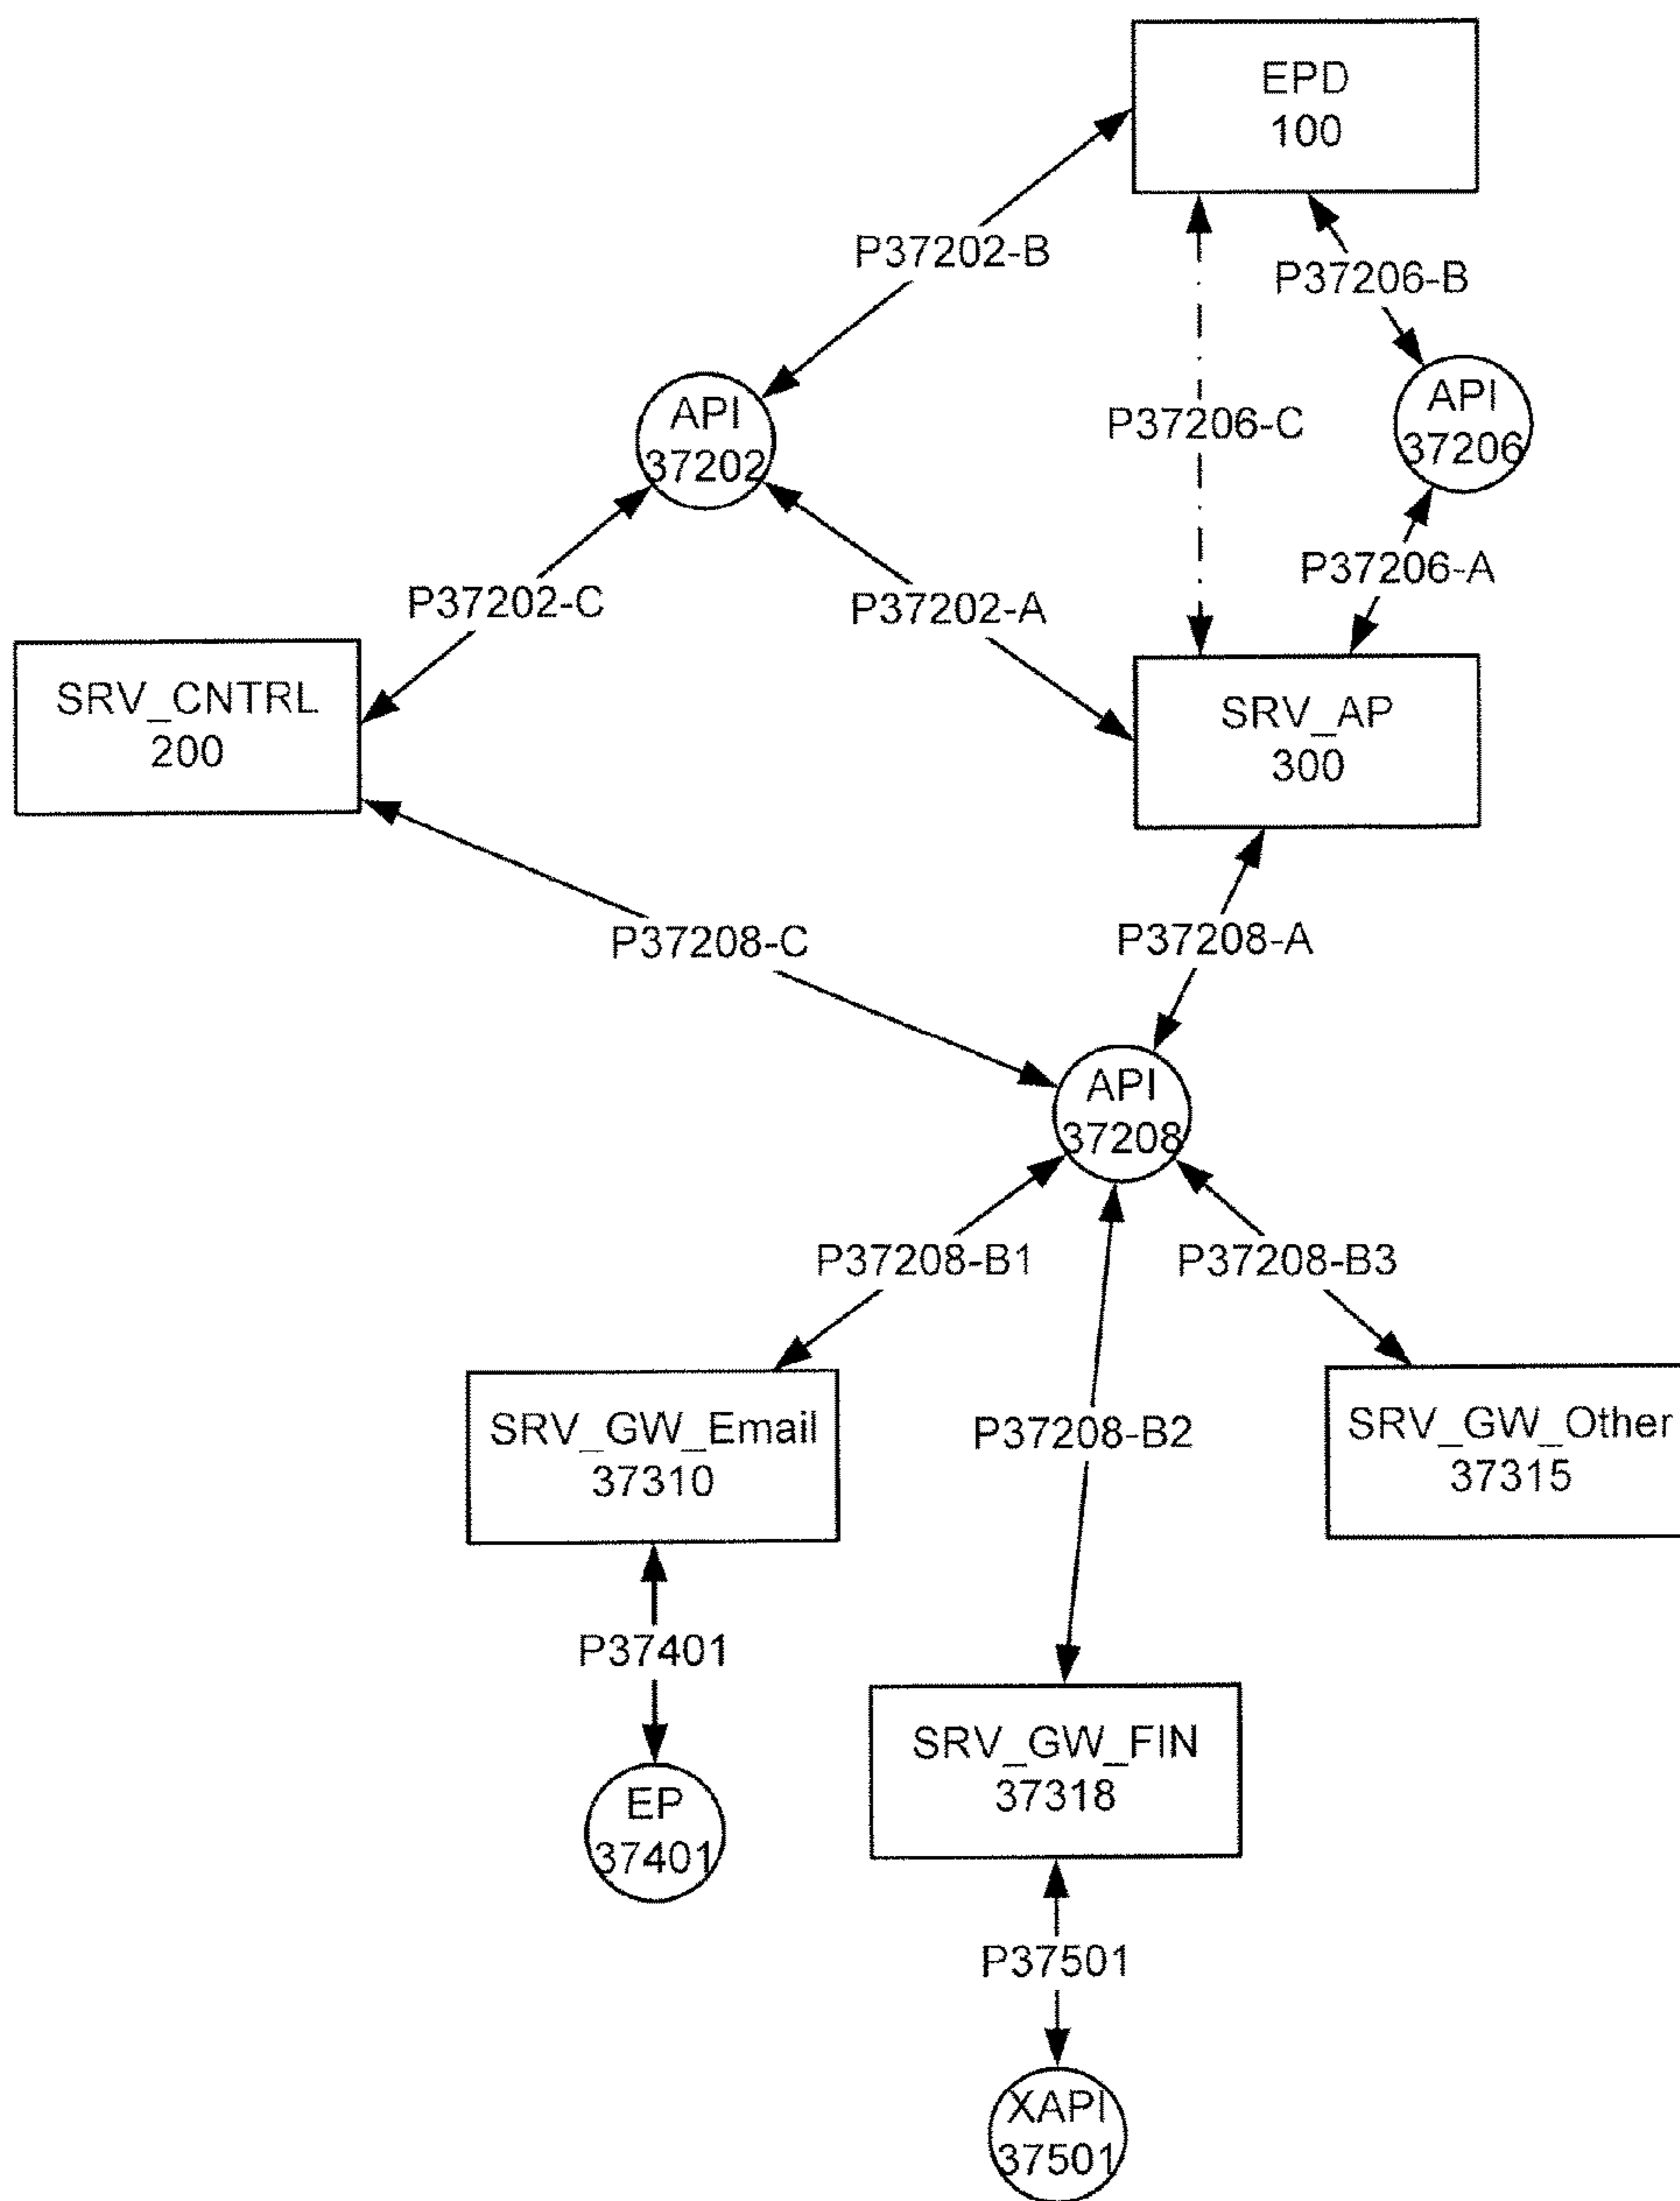 EPD
100
P37202-B
P37206-B
API
37202
P37206-C
API
37206
P37202-C
P37202-A
P37206-A
SRV_CNTRL
200
SRV_AP
300
P37208-C
P37208-A
API
37208
P37208-B1
P37208-B3
SRV_GW_Email
37310
P37208-B2
SRV_GW_Other
37315
P37401
SRV_GW_FIN
37318
EP
37401
P37501
XAPI
37501